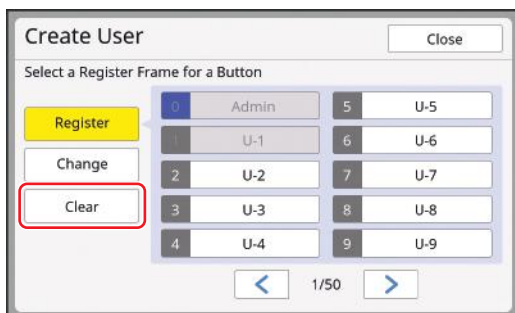 Create User
Close
Select a Register Frame for a Button
Register
Change
Clear
0 Admin
1 U-1
2 U-2
3 U-3
4 U-4
5 U-5
6 U-6
7 U-7
8 U-8
9 U-9
1/50